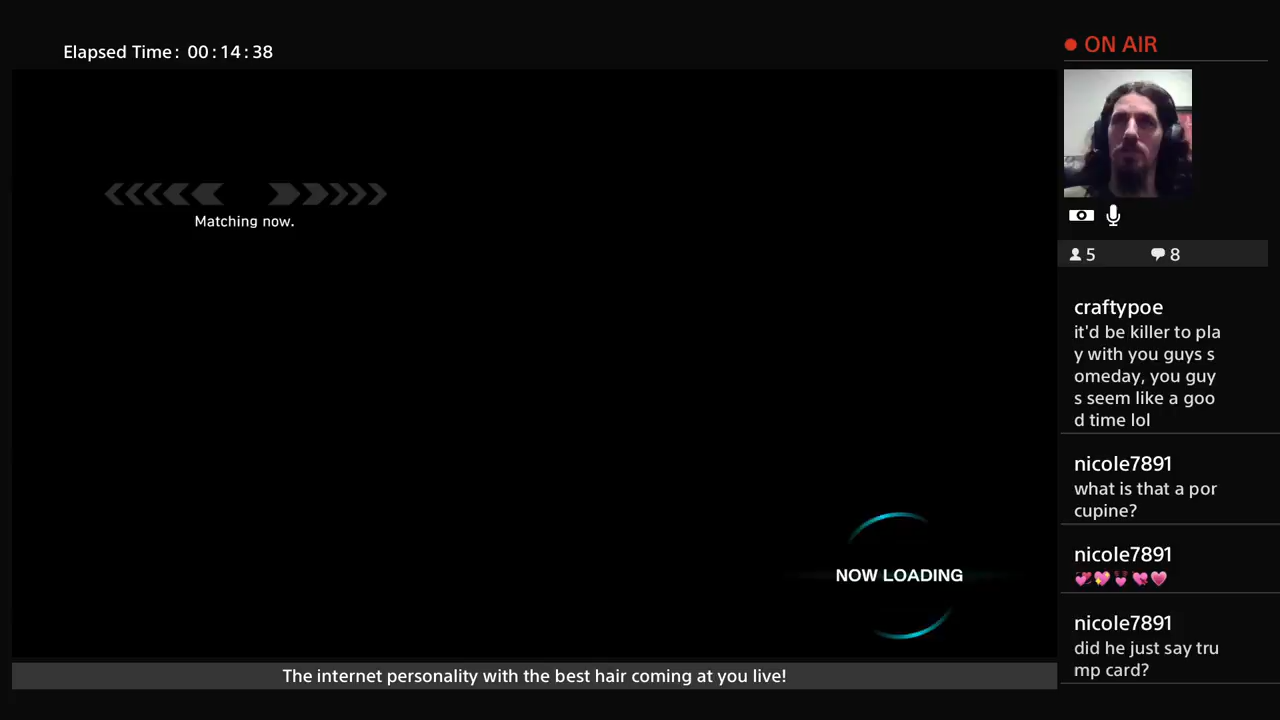 Elapsed Time: 00:14:38
ON AIR
Matching now.
5
8
craftypoe
it'd be killer to pla
y with you guys s
omeday, you guy
s seem like a goo
d time lol
nicole7891
what is that a por
cupine?
nicole7891
💞💖💘💝💗
nicole7891
did he just say tru
mp card?
NOW LOADING
The internet personality with the best hair coming at you live!